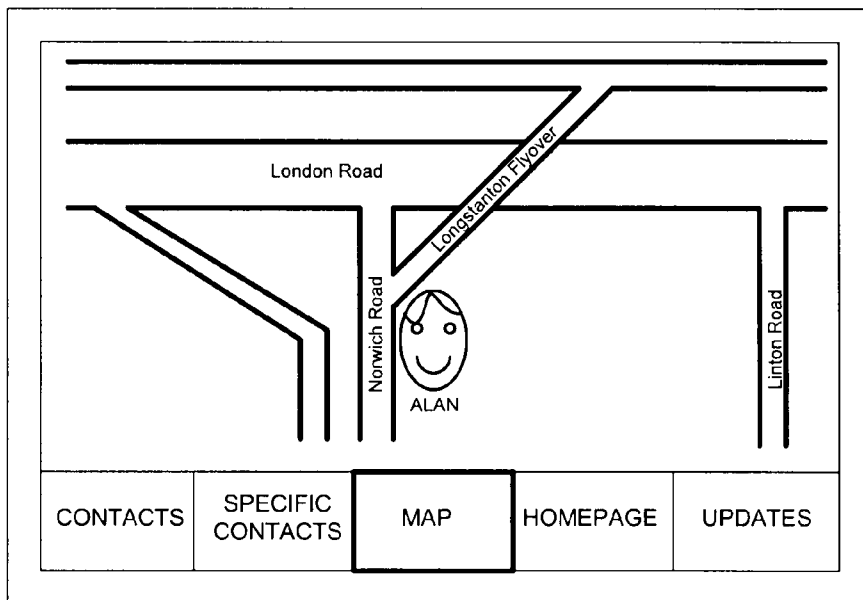 London Road
Longstanton Flyover
Norwich Road
Linton Road
ALAN
CONTACTS
SPECIFIC
CONTACTS
MAP
HOMEPAGE
UPDATES